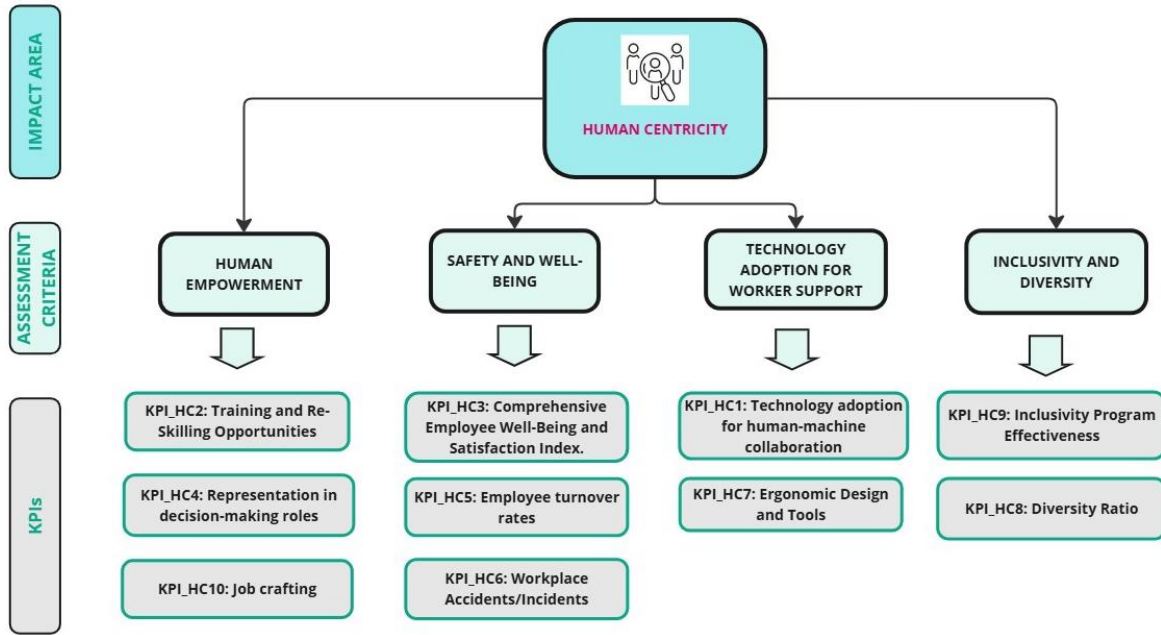 IMPACT AREA
HUMAN CENTRICITY
ASSESSMENT
CRITERIA
HUMAN
EMPOWERMENT
SAFETY AND WELL-
BEING
TECHNOLOGY
ADOPTION FOR
WORKER SUPPORT
INCLUSIVITY AND
DIVERSITY
KPIs
KPI_HC2: Training and Re-
Skilling Opportunities
KPI_HC4: Representation in
decision-making roles
KPI_HC10: Job crafting
KPI_HC3: Comprehensive
Employee Well-Being and
Satisfaction Index.
KPI_HC5: Employee turnover
rates
KPI_HC6: Workplace
Accidents/Incidents
KPI_HC1: Technology adoption
for human-machine
collaboration
KPI_HC7: Ergonomic Design
and Tools
KPI_HC9: Inclusivity Program
Effectiveness
KPI_HC8: Diversity Ratio